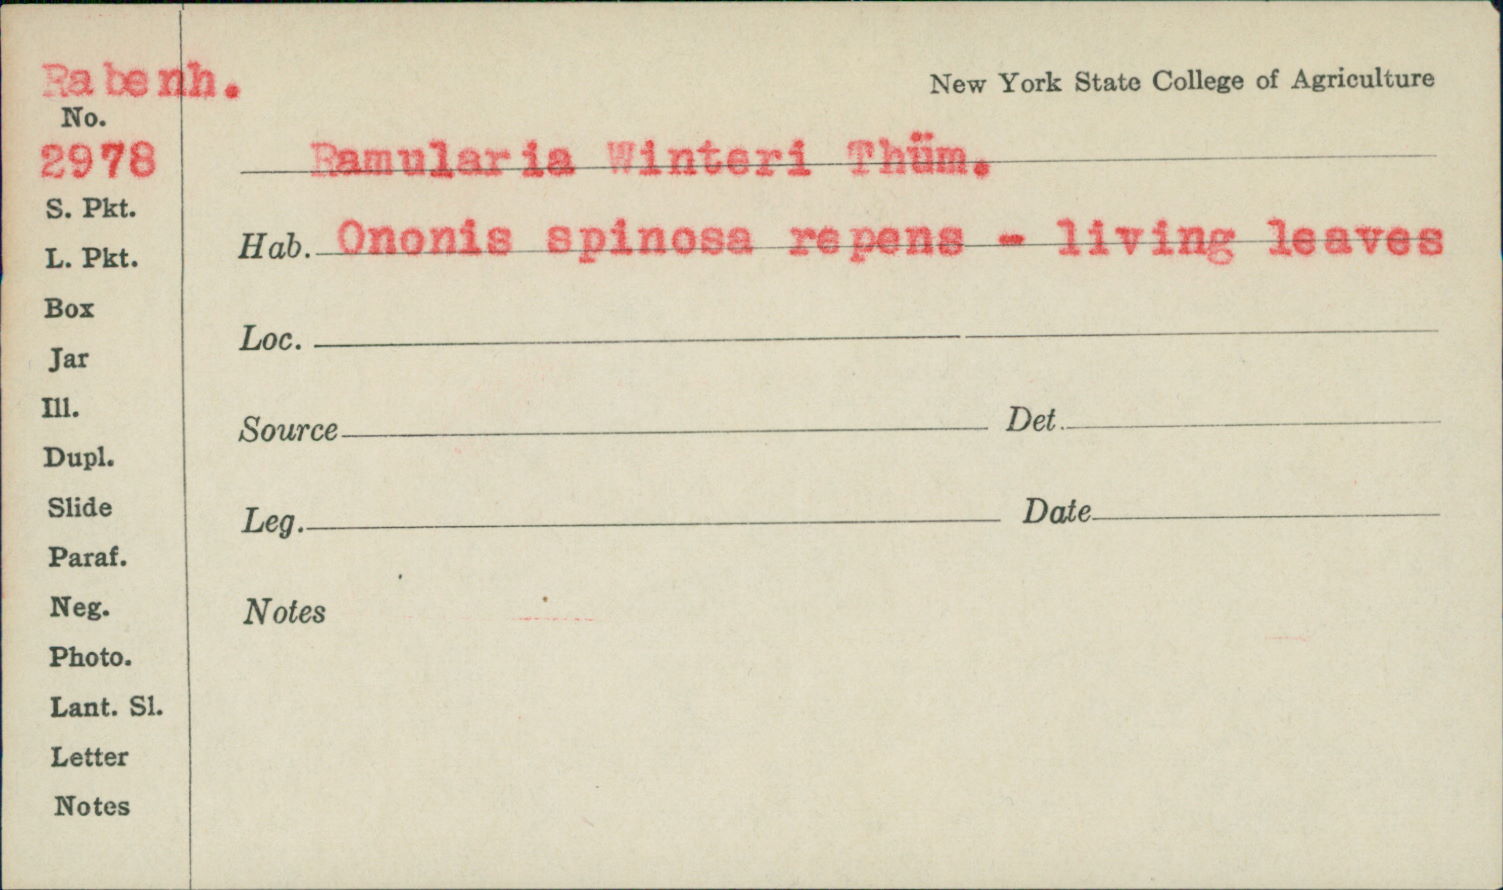 Rabenh.
New York State College of Agriculture
No.
2978
Ramularia Winteri Thüm.
S. Pkt.
Hab. Ononis spinosa repens - living leaves
L. Pkt.
Box
Loc.
Jar
Ill.
Source Det.
Dupl.
Slide
Leg. Date
Paraf.
Neg.
Notes
Photo.
Lant. Sl.
Letter
Notes